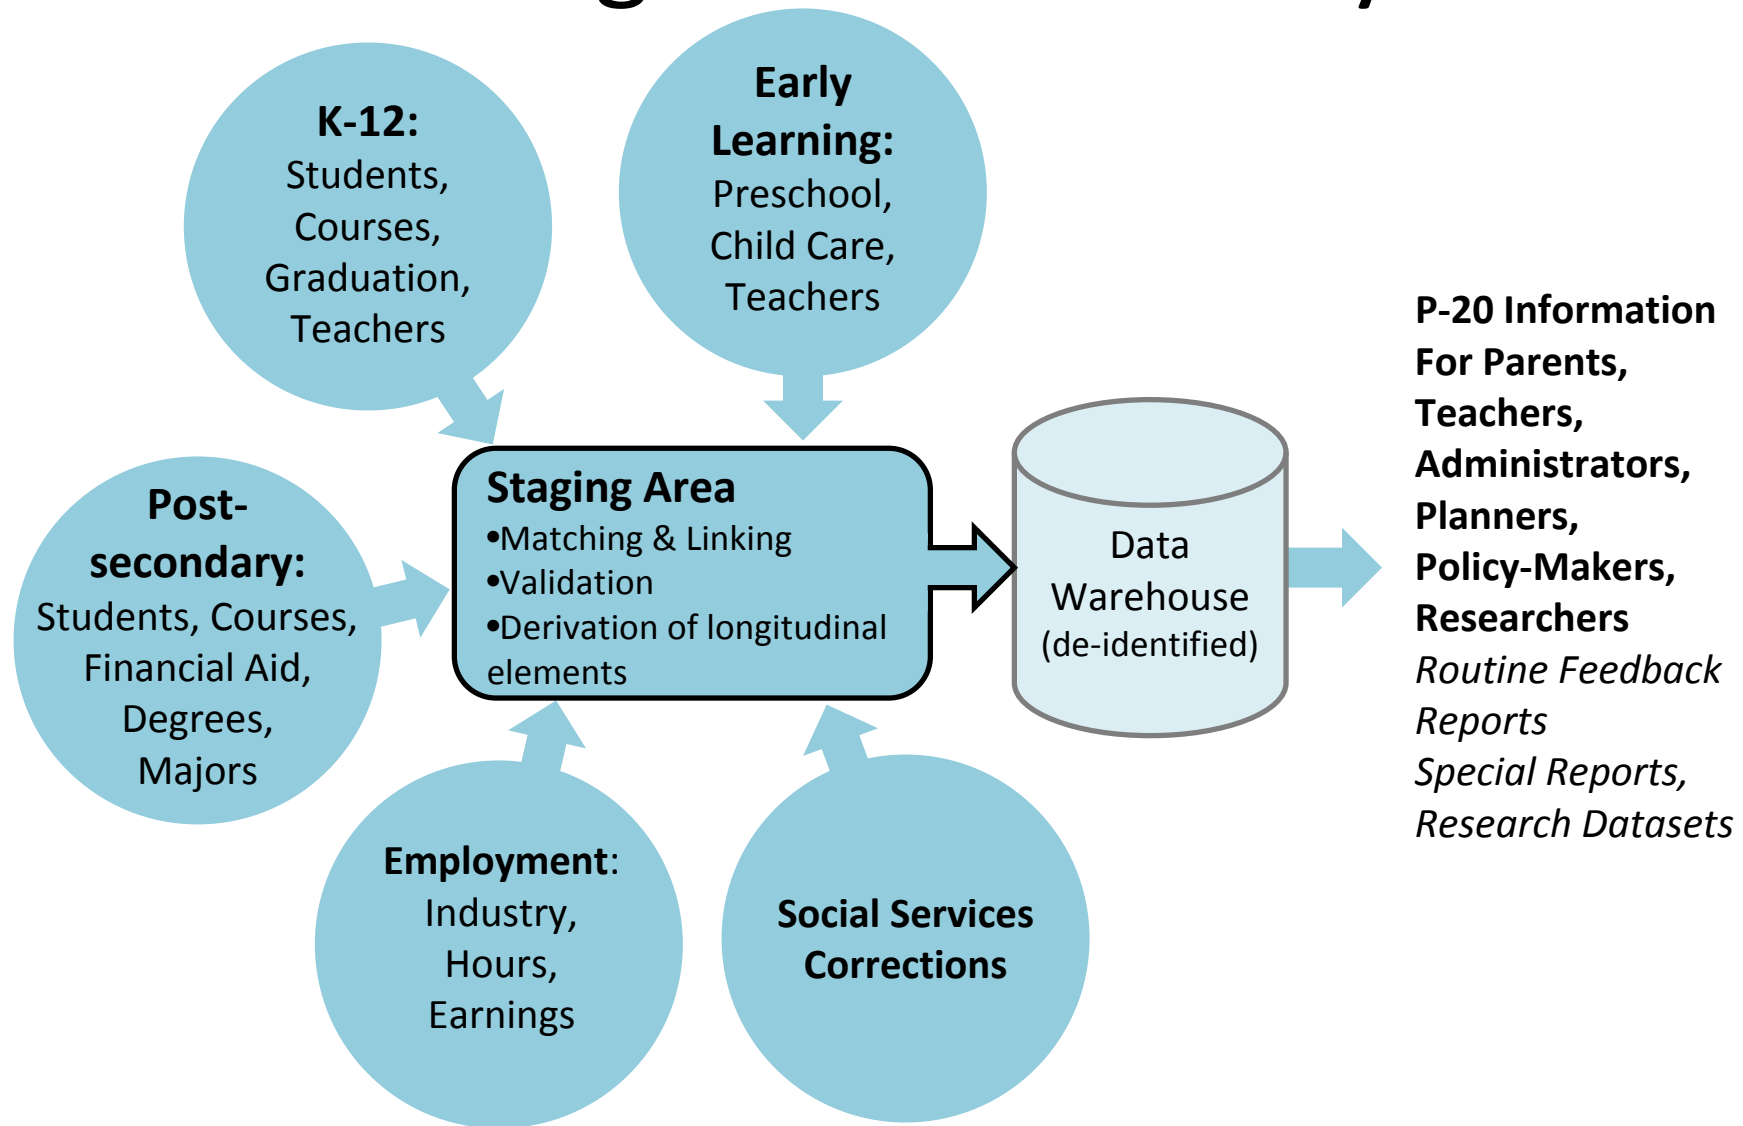 K-12:
Students,
Courses,
Graduation,
Teachers
Early
Learning:
Preschool,
Child Care,
Teachers
Post-
secondary:
Students, Courses,
Financial Aid,
Degrees,
Majors
Staging Area
•Matching & Linking
•Validation
•Derivation of longitudinal
elements
Data
Warehouse
(de-identified)
P-20 Information
For Parents,
Teachers,
Administrators,
Planners,
Policy-Makers,
Researchers
Routine Feedback
Reports
Special Reports,
Research Datasets
Employment:
Industry,
Hours,
Earnings
Social Services
Corrections